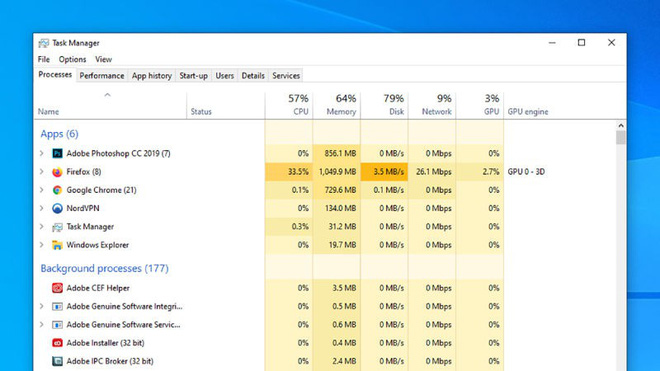 Task Manager
File Options View
Processes Performance App history Start-up Users Details Services
57% 64% 79% 9% 3%
Name Status CPU Memory Disk Network GPU GPU engine
Apps (6)
Adobe Photoshop CC 2019 (7) 0% 856.1 MB 0 MB/s 0 Mbps 0%
Firefox (8) 33.5% 1,049.9 MB 3.5 MB/s 26.1 Mbps 2.7% GPU 0 - 3D
Google Chrome (21) 0.1% 729.6 MB 0.1 MB/s 0 Mbps 0%
NordVPN 0% 134.0 MB 0 MB/s 0 Mbps 0%
Task Manager 0.3% 31.2 MB 0 MB/s 0 Mbps 0%
Windows Explorer 0% 19.7 MB 0 MB/s 0 Mbps 0%
Background processes (177)
Adobe CEF Helper 0% 3.5 MB 0 MB/s 0 Mbps 0%
Adobe Genuine Software Integri... 0% 0.5 MB 0 MB/s 0 Mbps 0%
Adobe Genuine Software Servic... 0% 0.6 MB 0 MB/s 0 Mbps 0%
Adobe Installer (32 bit) 0% 0.4 MB 0 MB/s 0 Mbps 0%
Adobe IPC Broker (32 bit) 0% 2.4 MB 0 MB/s 0 Mbps 0%